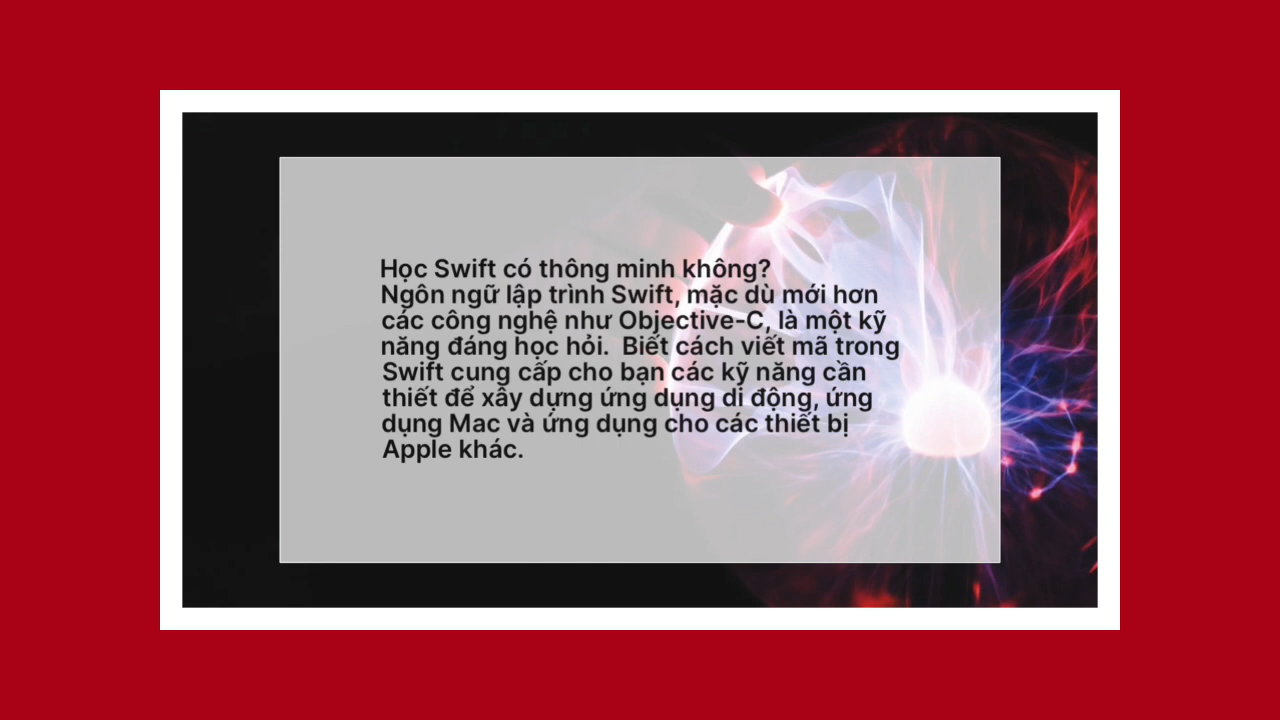 Học Swift có thông minh không?
Ngôn ngữ lập trình Swift, mặc dù mới hơn
các công nghệ như Objective-C, là một kỹ
năng đáng học hỏi.  Biết cách viết mã trong
Swift cung cấp cho bạn các kỹ năng cần
thiết để xây dựng ứng dụng di động, ứng
dụng Mac và ứng dụng cho các thiết bị
Apple khác.